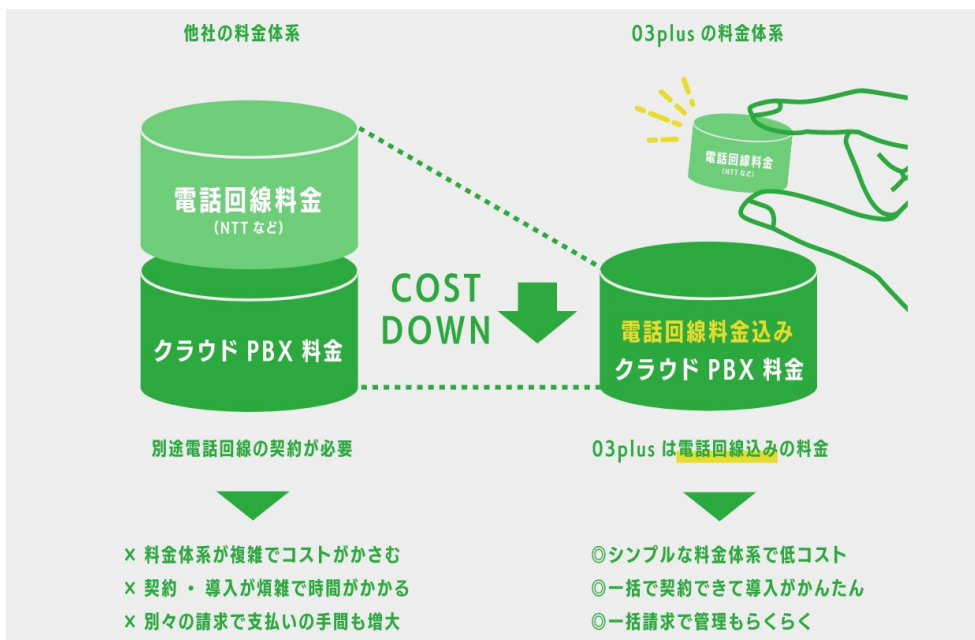 他社の料金体系
03plus の料金体系
電話回線料金
(NTT など)
クラウド PBX 料金
COST
DOWN
電話回線料金
(NTT など)
電話回線料金込み
クラウド PBX 料金
別途電話回線の契約が必要
× 料金体系が複雑でコストがかさむ
× 契約 ・ 導入が煩雑で時間がかかる
× 別々の請求で支払いの手間も増大
03plus は電話回線込みの料金
◎シンプルな料金体系で低コスト
◎一括で契約できて導入がかんたん
◎一括請求で管理もらくらく